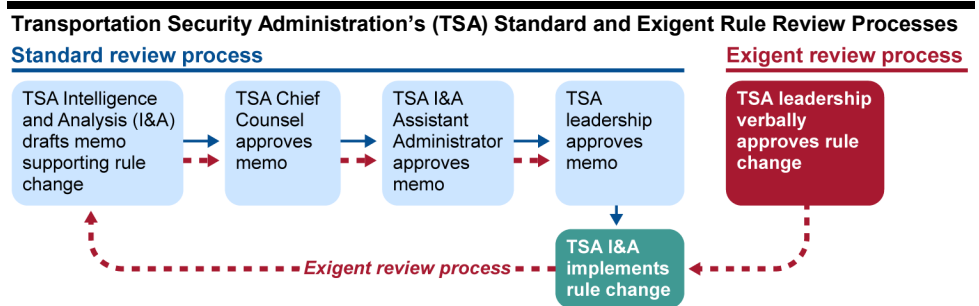 Transportation Security Administration’s (TSA) Standard and Exigent Rule Review Processes
Standard review process
Exigent review process
TSA Intelligence
and Analysis (I&A)
drafts memo
supporting rule
change
TSA Chief
Counsel
approves
memo
TSA I&A
Assistant
Administrator
approves
memo
TSA
leadership
approves
memo
TSA leadership
verbally
approves rule
change
TSA I&A
implements
rule change
Exigent review process